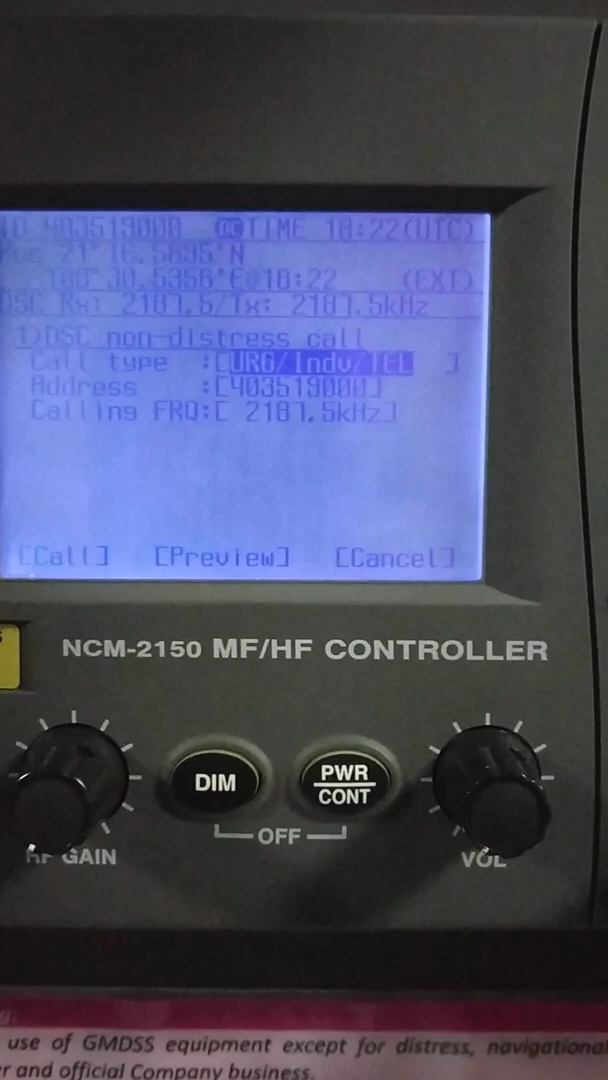 ID 403519000 DE TIME 18:22(UTC)
Pos 21°16.5895'N
108°30.5356'E@18:22 (EXT)
DSC Rx: 2187.5/Tx: 2187.5kHz
1)DSC non-distress call
Call type :[URG/Indv/TEL ]
Address :[403519000]
Calling FRQ:[ 2187.5kHz]
[Call] [Preview] [Cancel]
NCM-2150 MF/HF CONTROLLER
DIM
PWR
CONT
OFF
RF GAIN
VOL
use of GMDSS equipment except for distress, navigational
and official Company business.